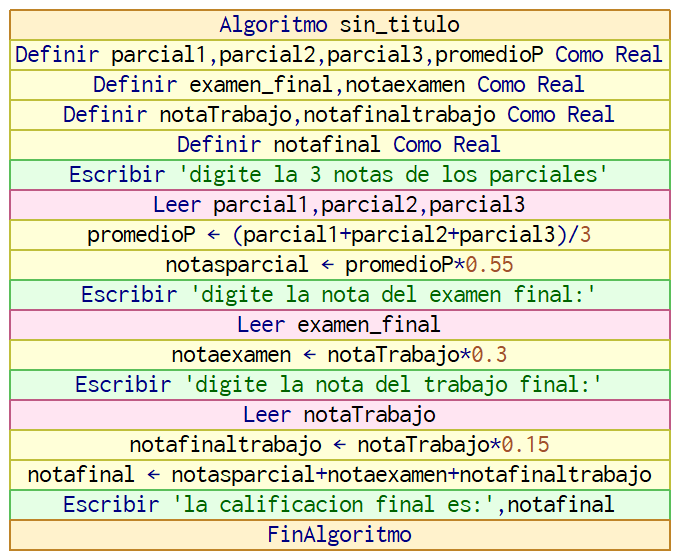 Algoritmo sin_titulo
Definir parcial1,parcial2,parcial3,promedioP Como Real
Definir examen_final,notaexamen Como Real
Definir notaTrabajo,notafinaltrabajo Como Real
Definir notafinal Como Real
Escribir 'digite la 3 notas de los parciales'
Leer parcial1,parcial2,parcial3
promedioP ← (parcial1+parcial2+parcial3)/3
notasparcial ← promedioP*0.55
Escribir 'digite la nota del examen final:'
Leer examen_final
notaexamen ← notaTrabajo*0.3
Escribir 'digite la nota del trabajo final:'
Leer notaTrabajo
notafinaltrabajo ← notaTrabajo*0.15
notafinal ← notasparcial+notaexamen+notafinaltrabajo
Escribir 'la calificacion final es:',notafinal
FinAlgoritmo